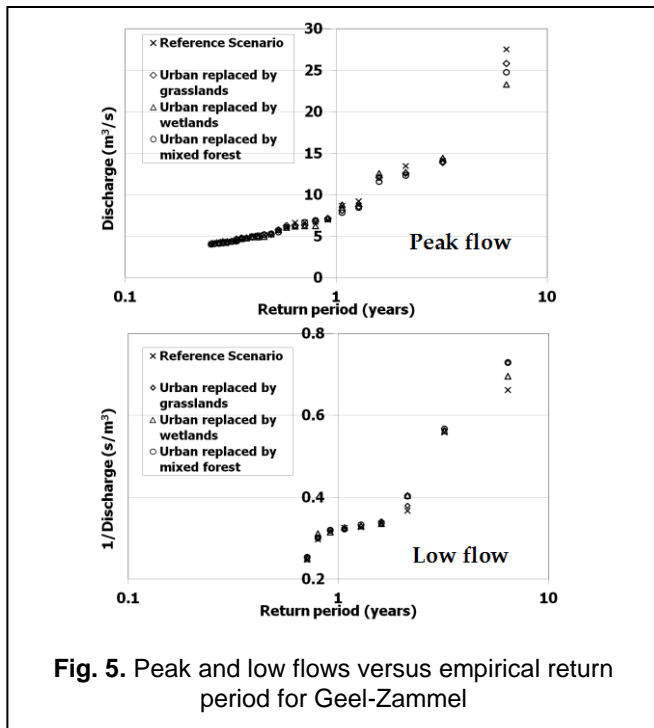 30
25
20
15
10
5
0
Discharge (m³/s)
× Reference Scenario
◇ Urban replaced by
grasslands
△ Urban replaced by
wetlands
○ Urban replaced by
mixed forest
Peak flow
0.1 1 10
Return period (years)
0.8
0.6
0.4
0.2
1/Discharge (s/m³)
× Reference Scenario
◇ Urban replaced by
grasslands
△ Urban replaced by
wetlands
○ Urban replaced by
mixed forest
Low flow
0.1 1 10
Return period (years)
Fig. 5. Peak and low flows versus empirical return
period for Geel-Zammel